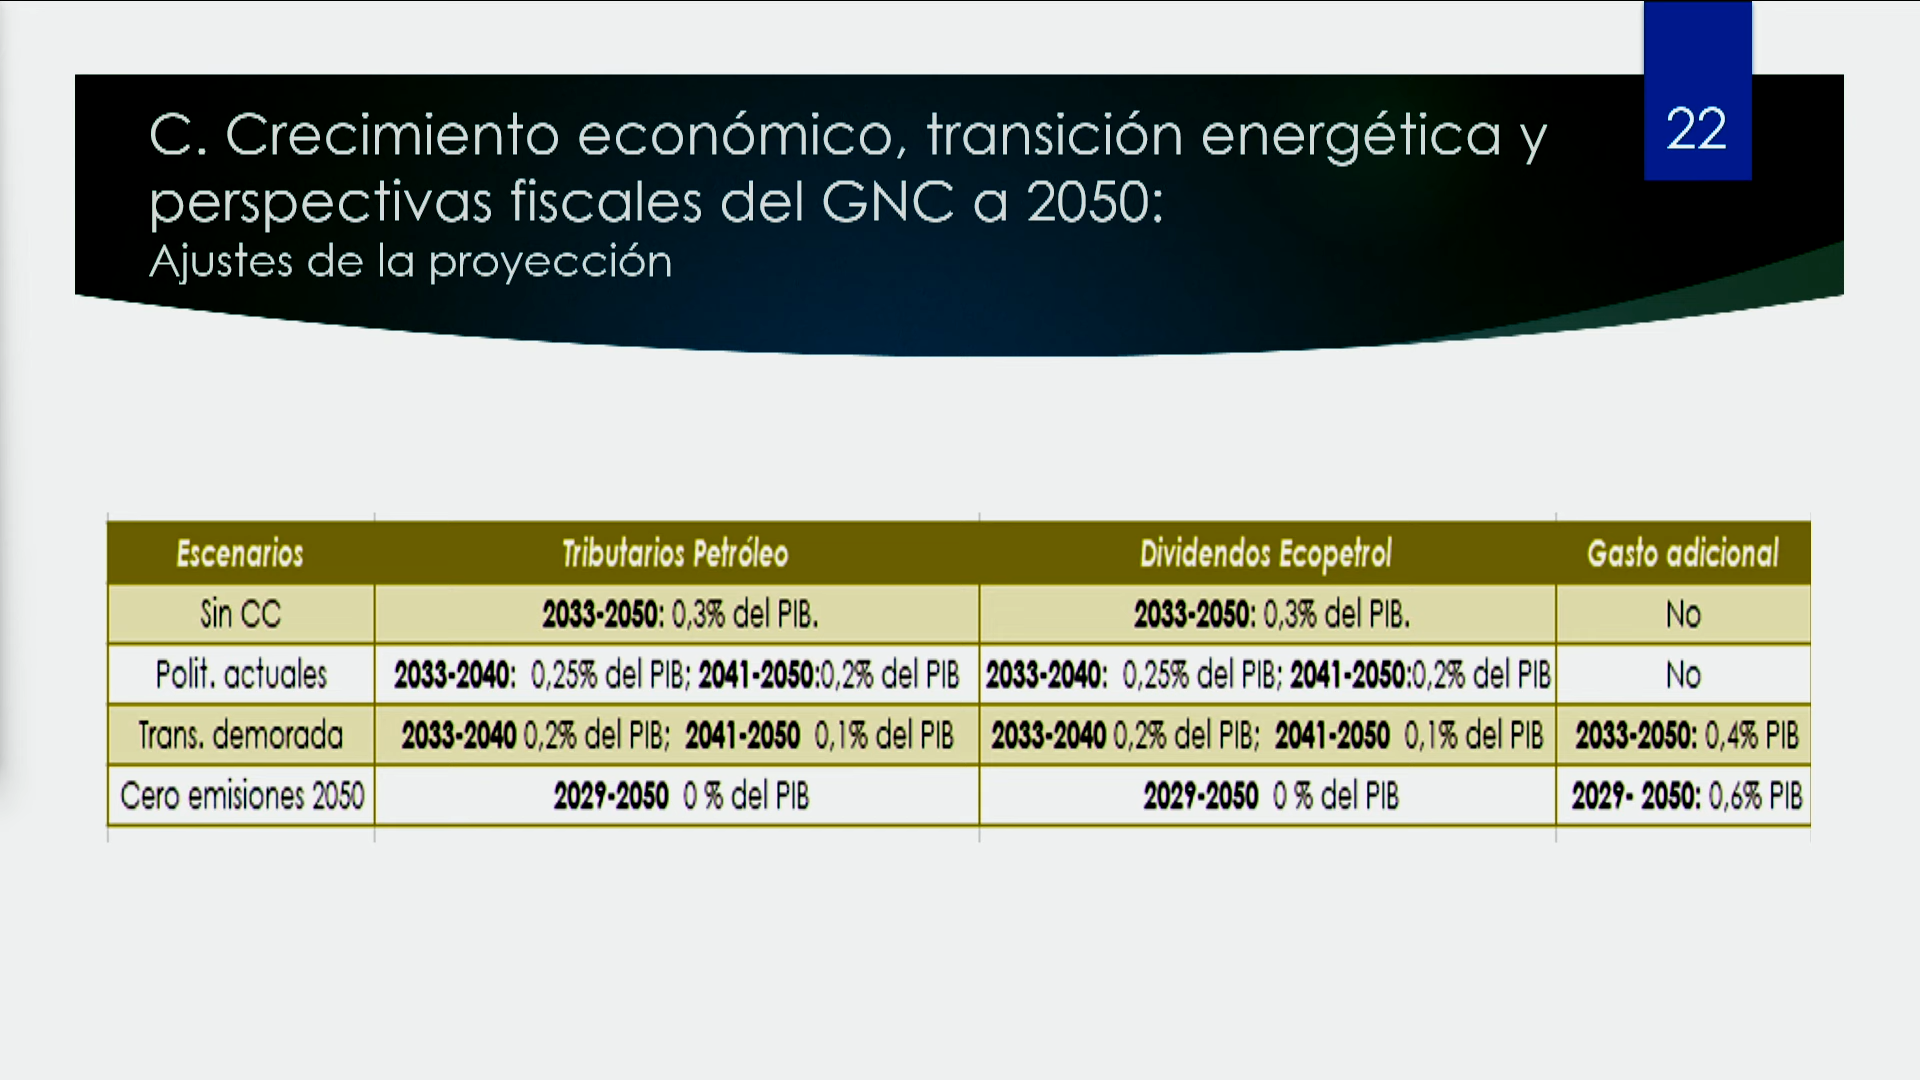 22
C. Crecimiento económico, transición energética y
perspectivas fiscales del GNC a 2050:
Ajustes de la proyección
Escenarios Tributarios Petróleo Dividendos Ecopetrol Gasto adicional
Sin CC 2033-2050: 0,3% del PIB. 2033-2050: 0,3% del PIB. No
Polit. actuales 2033-2040: 0,25% del PIB; 2041-2050:0,2% del PIB 2033-2040: 0,25% del PIB; 2041-2050:0,2% del PIB No
Trans. demorada 2033-2040 0,2% del PIB; 2041-2050 0,1% del PIB 2033-2040 0,2% del PIB; 2041-2050 0,1% del PIB 2033-2050: 0,4% PIB
Cero emisiones 2050 2029-2050 0 % del PIB 2029-2050 0 % del PIB 2029- 2050: 0,6% PIB